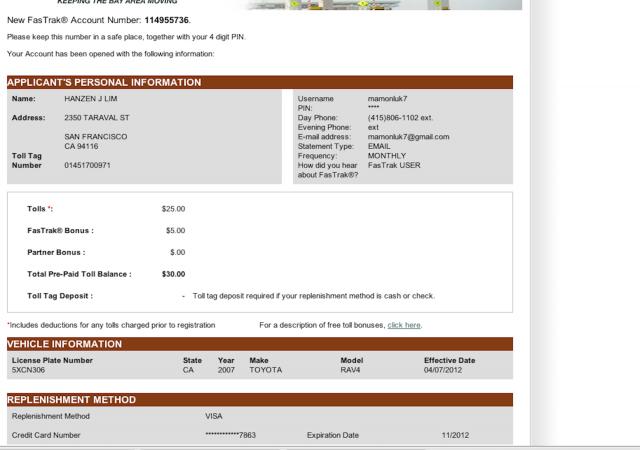 KEEPING THE BAY AREA MOVING
New FasTrak® Account Number: 114955736.
Please keep this number in a safe place, together with your 4 digit PIN.
Your Account has been opened with the following information:
APPLICANT'S PERSONAL INFORMATION
Name: HANZEN J LIM
Address: 2350 TARAVAL ST
SAN FRANCISCO
CA 94116
Toll Tag
Number 01451700971
Username mamonluk7
PIN: ****
Day Phone: (415)806-1102 ext.
Evening Phone: ext
E-mail address: mamonluk7@gmail.com
Statement Type: EMAIL
Frequency: MONTHLY
How did you hear FasTrak USER
about FasTrak®?
Tolls *: $25.00
FasTrak® Bonus : $5.00
Partner Bonus : $.00
Total Pre-Paid Toll Balance : $30.00
Toll Tag Deposit : - Toll tag deposit required if your replenishment method is cash or check.
*Includes deductions for any tolls charged prior to registration For a description of free toll bonuses, click here.
VEHICLE INFORMATION
License Plate Number State Year Make Model Effective Date
5XCN306 CA 2007 TOYOTA RAV4 04/07/2012
REPLENISHMENT METHOD
Replenishment Method VISA
Credit Card Number ************7863 Expiration Date 11/2012